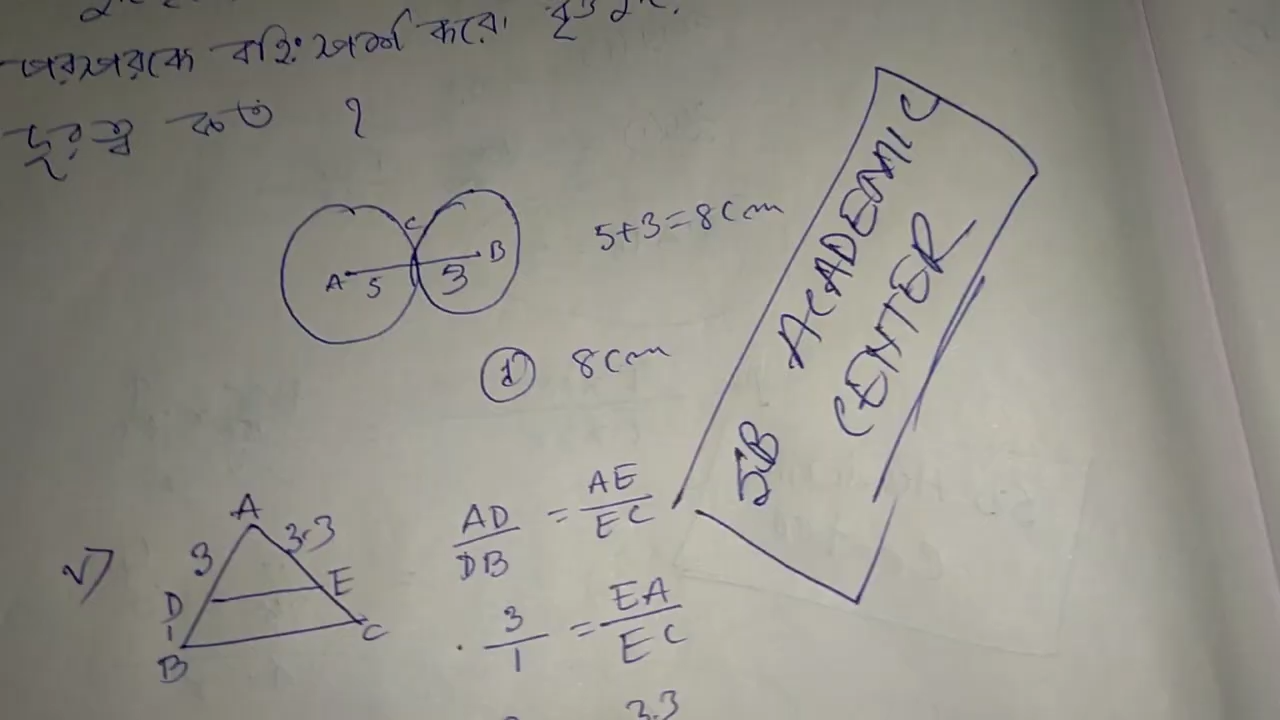 পরস্পরকে বহিঃস্পর্শ করে।
দূরত্ব কত ?
C
A 5 3 B
5+3=8cm
d 8cm
SB ACADEMIC
CENTER
v)
A
3 3.3
D E
1
B C
AD/DB = AE/EC
3/1 = EA/EC
3.3